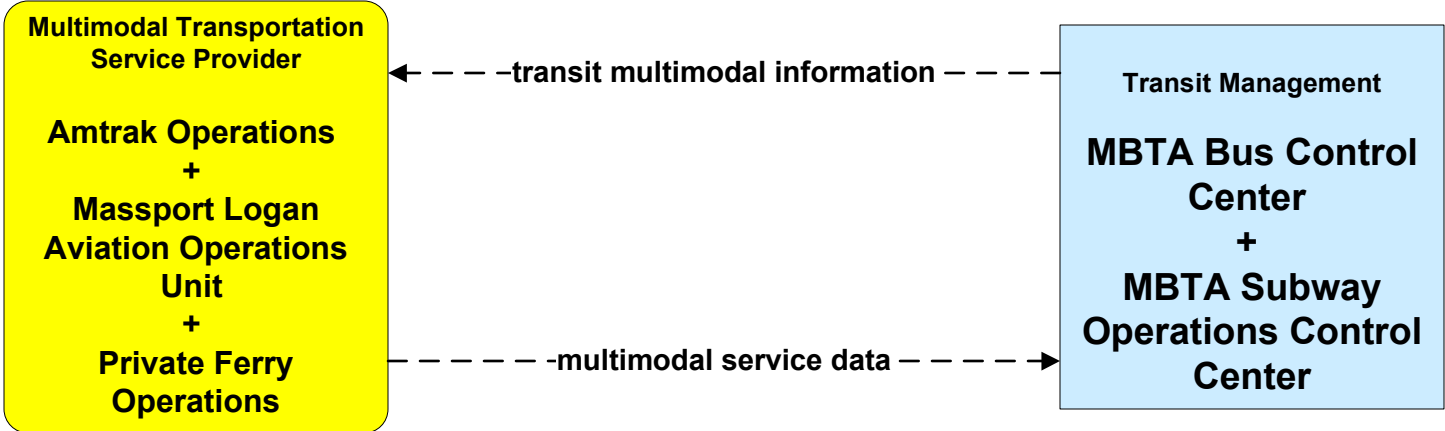 Multimodal Transportation
Service Provider
Amtrak Operations
+
Massport Logan
Aviation Operations
Unit
+
Private Ferry
Operations
transit multimodal information
multimodal service data
Transit Management
MBTA Bus Control
Center
+
MBTA Subway
Operations Control
Center